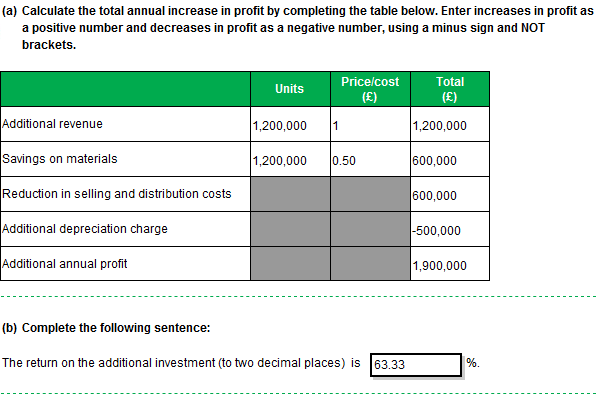 (a) Calculate the total annual increase in profit by completing the table below. Enter increases in profit as
a positive number and decreases in profit as a negative number, using a minus sign and NOT
brackets.
Units Price/cost (£) Total (£)
Additional revenue 1,200,000 1 1,200,000
Savings on materials 1,200,000 0.50 600,000
Reduction in selling and distribution costs 600,000
Additional depreciation charge -500,000
Additional annual profit 1,900,000
(b) Complete the following sentence:
The return on the additional investment (to two decimal places) is 63.33 %.